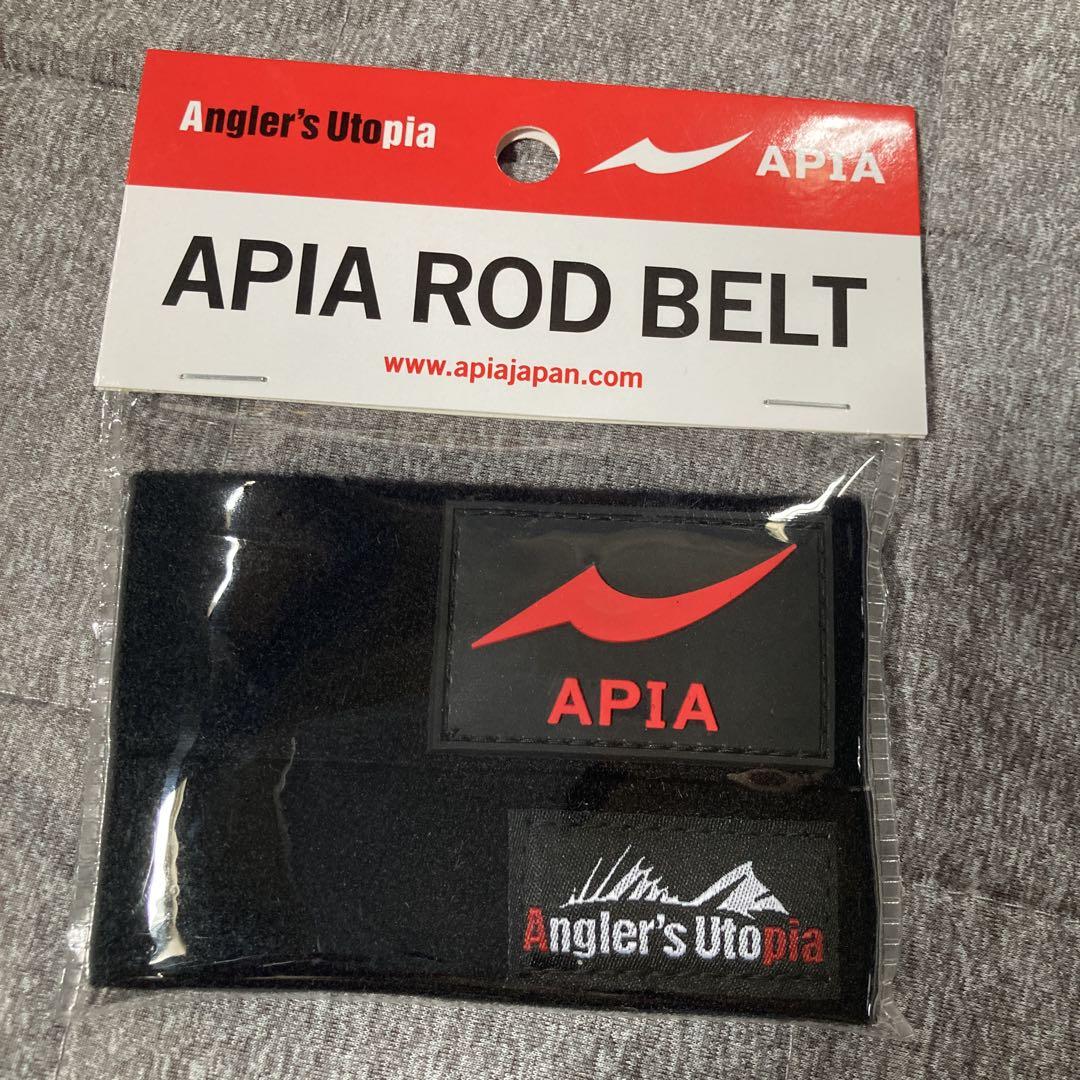 Angler's Utopia
APIA
APIA ROD BELT
www.apiajapan.com
APIA
Angler's Utopia